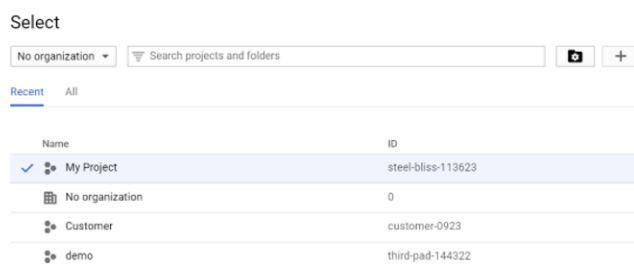 Select
No organization Search projects and folders
Recent All
Name ID
My Project steel-bliss-113623
No organization 0
Customer customer-0923
demo third-pad-144322